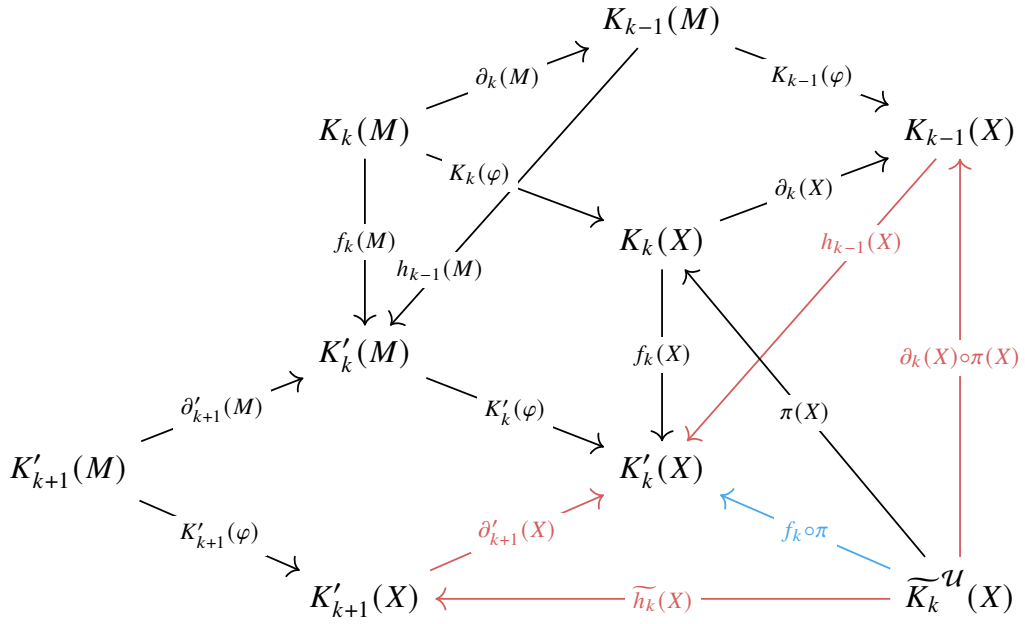 K_{k−1}(M)
∂_k(M)
K_{k−1}(φ)
K_k(M)
K_{k−1}(X)
K_k(φ)
∂_k(X)
f_k(M)
K_k(X)
h_{k−1}(X)
h_{k−1}(M)
K'_k(M)
f_k(X)
∂_k(X)∘π(X)
∂'_{k+1}(M)
K'_k(φ)
π(X)
K'_{k+1}(M)
K'_k(X)
K'_{k+1}(φ)
∂'_{k+1}(X)
f_k∘π
K'_{k+1}(X)
\widetilde{h_k}(X)
\widetilde{K_k}^{𝒰}(X)